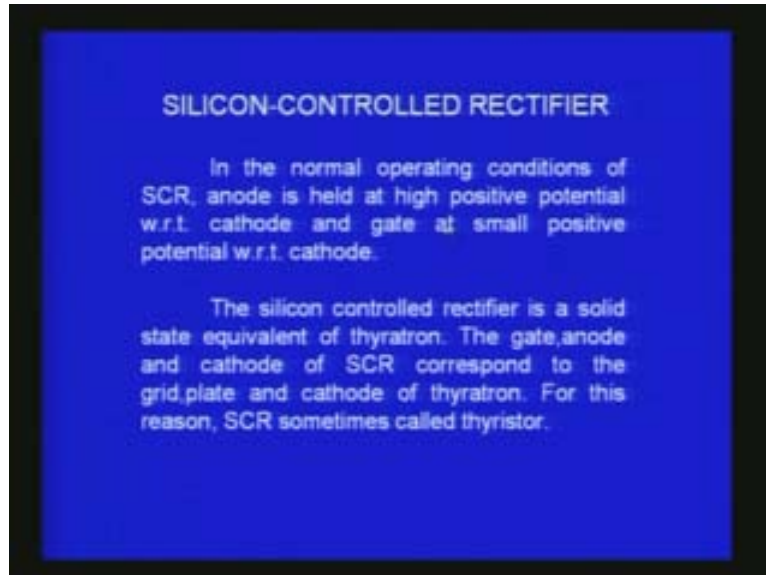 SILICON-CONTROLLED RECTIFIER
In the normal operating conditions of
SCR, anode is held at high positive potential
w.r.t. cathode and gate at small positive
potential w.r.t. cathode.
The silicon controlled rectifier is a solid
state equivalent of thyratron. The gate,anode
and cathode of SCR correspond to the
grid,plate and cathode of thyratron. For this
reason, SCR sometimes called thyristor.